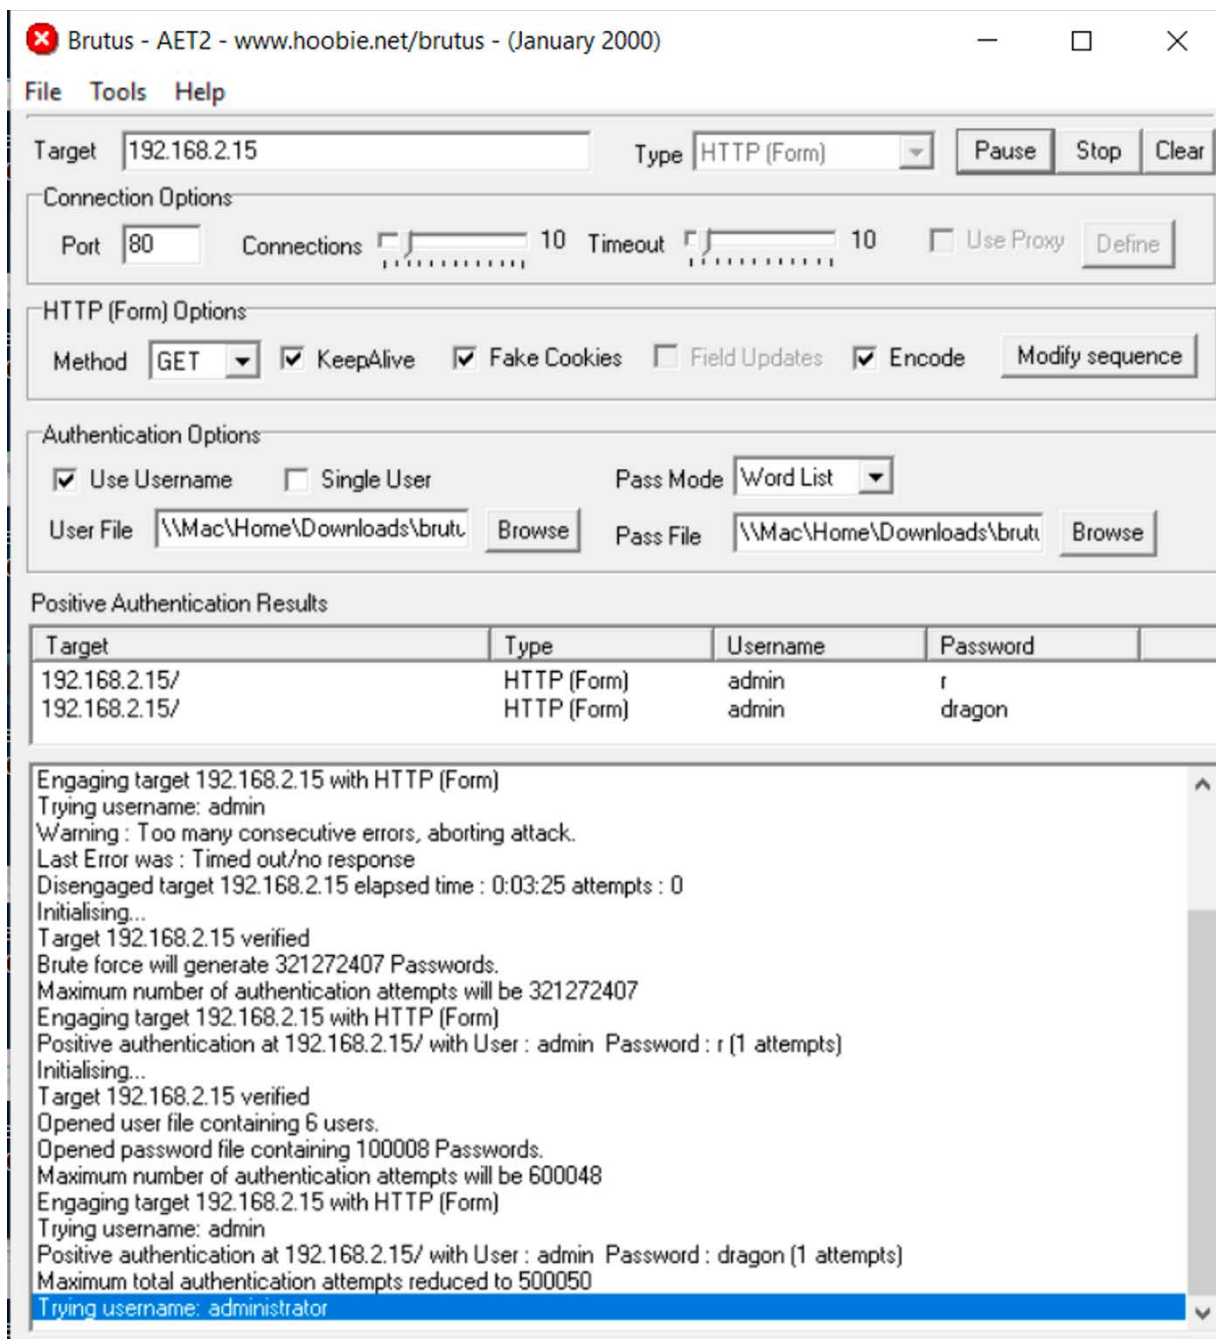 Brutus - AET2 - www.hoobie.net/brutus - (January 2000)
File Tools Help
Target 192.168.2.15 Type HTTP (Form) Pause Stop Clear
Connection Options
Port 80 Connections 10 Timeout 10 Use Proxy Define
HTTP (Form) Options
Method GET KeepAlive Fake Cookies Field Updates Encode Modify sequence
Authentication Options
Use Username Single User Pass Mode Word List
User File \\Mac\Home\Downloads\brutu Browse Pass File \\Mac\Home\Downloads\brutu Browse
Positive Authentication Results
Target Type Username Password
192.168.2.15/ HTTP (Form) admin r
192.168.2.15/ HTTP (Form) admin dragon
Engaging target 192.168.2.15 with HTTP (Form)
Trying username: admin
Warning : Too many consecutive errors, aborting attack.
Last Error was : Timed out/no response
Disengaged target 192.168.2.15 elapsed time : 0:03:25 attempts : 0
Initialising...
Target 192.168.2.15 verified
Brute force will generate 321272407 Passwords.
Maximum number of authentication attempts will be 321272407
Engaging target 192.168.2.15 with HTTP (Form)
Positive authentication at 192.168.2.15/ with User : admin Password : r (1 attempts)
Initialising...
Target 192.168.2.15 verified
Opened user file containing 6 users.
Opened password file containing 100008 Passwords.
Maximum number of authentication attempts will be 600048
Engaging target 192.168.2.15 with HTTP (Form)
Trying username: admin
Positive authentication at 192.168.2.15/ with User : admin Password : dragon (1 attempts)
Maximum total authentication attempts reduced to 500050
Trying username: administrator